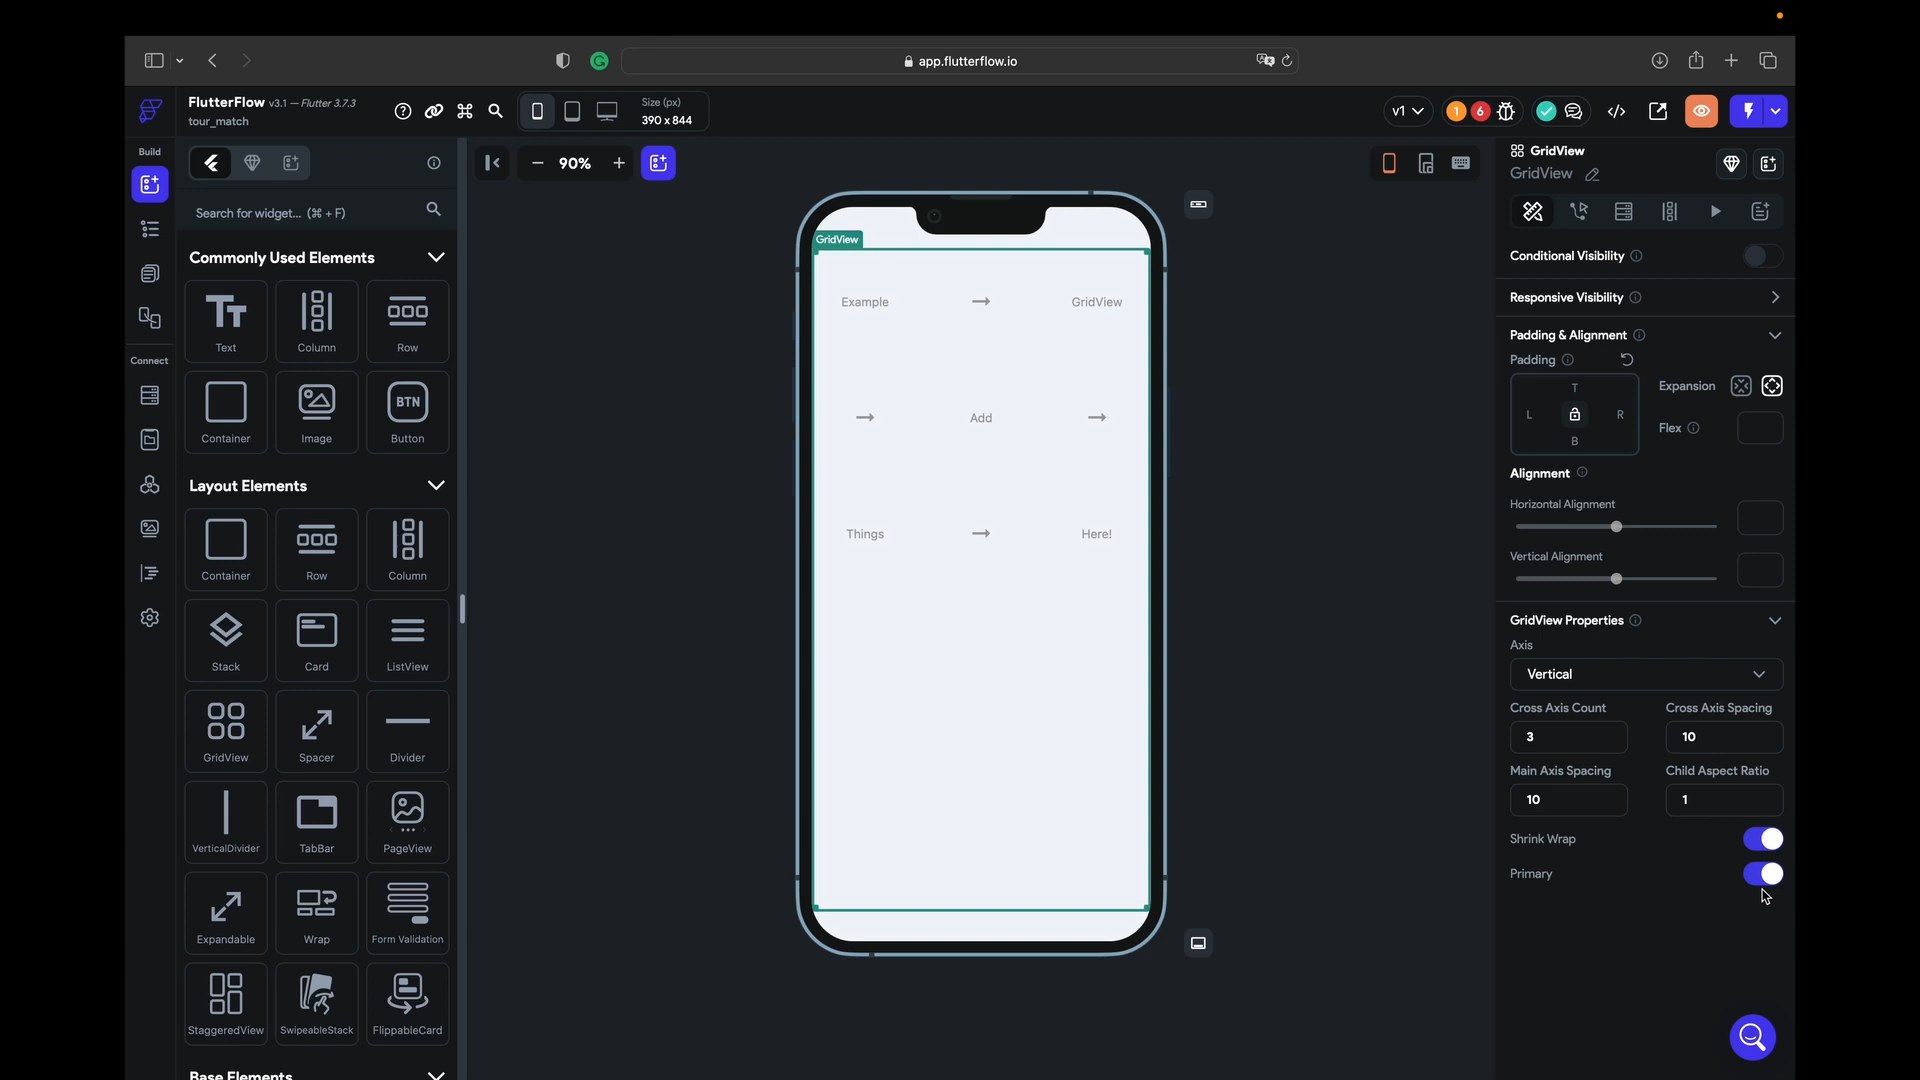 app.flutterflow.io
FlutterFlow v3.1 — Flutter 3.7.3
tour_match
Size (px)
390 x 844
v1
1
6
Build
Connect
Search for widget... (⌘ + F)
Commonly Used Elements
Text
Column
Row
Container
Image
BTN
Button
Layout Elements
Container
Row
Column
Stack
Card
ListView
GridView
Spacer
Divider
VerticalDivider
TabBar
PageView
Expandable
Wrap
Form Validation
StaggeredView
SwipeableStack
FlippableCard
Base Elements
90%
GridView
Example → GridView
→ Add →
Things → Here!
GridView
GridView
Conditional Visibility
Responsive Visibility
Padding & Alignment
Padding
T
L
R
B
Expansion
Flex
Alignment
Horizontal Alignment
Vertical Alignment
GridView Properties
Axis
Vertical
Cross Axis Count
Cross Axis Spacing
3
10
Main Axis Spacing
Child Aspect Ratio
10
1
Shrink Wrap
Primary